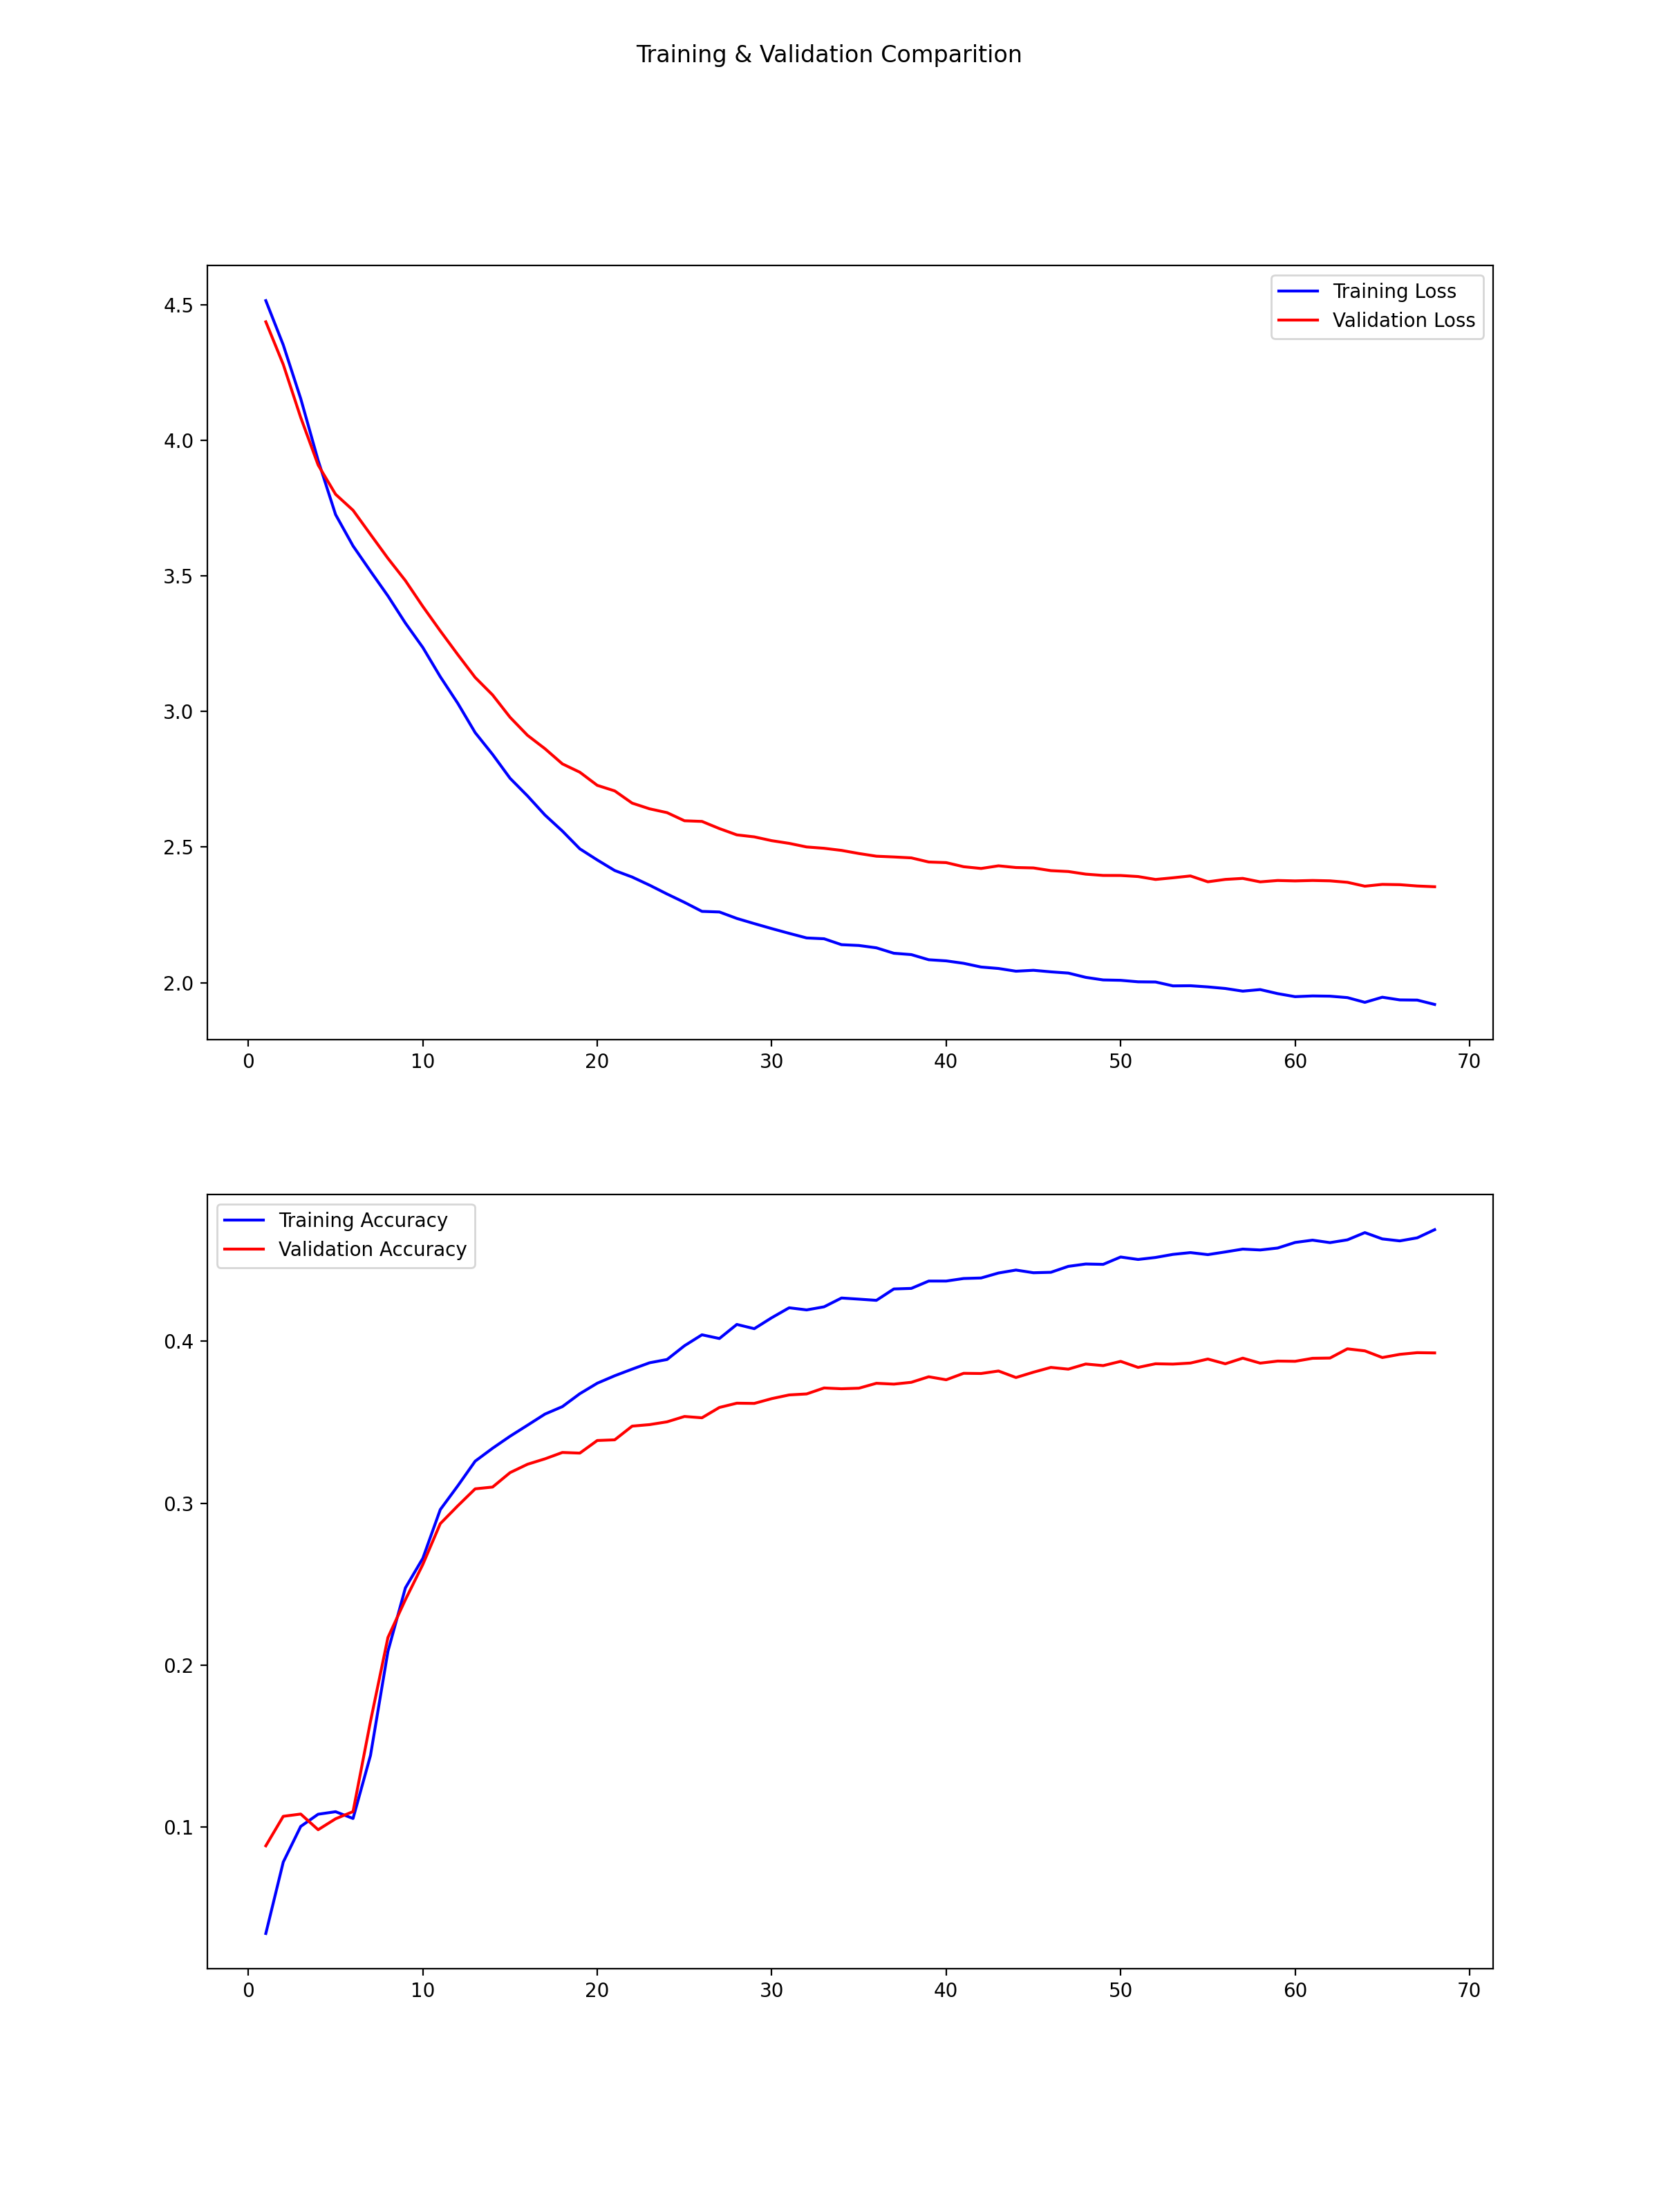 Training & Validation Comparition
Training Loss
Validation Loss
4.5
4.0
3.5
3.0
2.5
2.0
0 10 20 30 40 50 60 70
Training Accuracy
Validation Accuracy
0.4
0.3
0.2
0.1
0 10 20 30 40 50 60 70